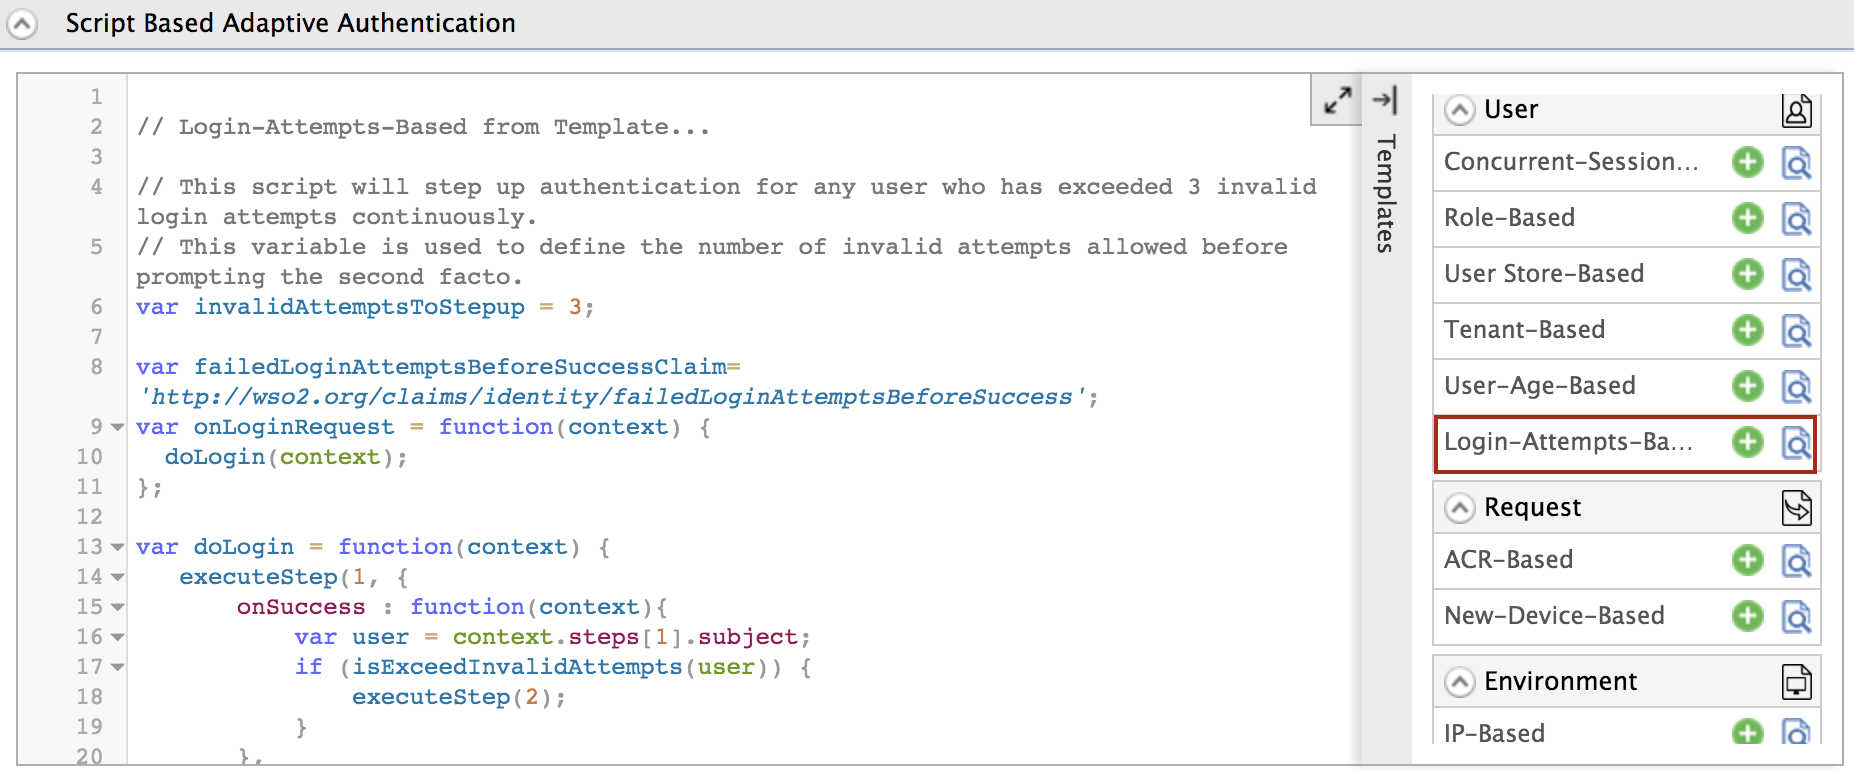 Script Based Adaptive Authentication
1
2 // Login-Attempts-Based from Template...
3
4 // This script will step up authentication for any user who has exceeded 3 invalid
login attempts continuously.
5 // This variable is used to define the number of invalid attempts allowed before
prompting the second facto.
6 var invalidAttemptsToStepup = 3;
7
8 var failedLoginAttemptsBeforeSuccessClaim=
'http://wso2.org/claims/identity/failedLoginAttemptsBeforeSuccess';
9 var onLoginRequest = function(context) {
10 doLogin(context);
11 };
12
13 var doLogin = function(context) {
14 executeStep(1, {
15 onSuccess : function(context){
16 var user = context.steps[1].subject;
17 if (isExceedInvalidAttempts(user)) {
18 executeStep(2);
19 }
20 },
Templates
User
Concurrent-Session...
Role-Based
User Store-Based
Tenant-Based
User-Age-Based
Login-Attempts-Ba...
Request
ACR-Based
New-Device-Based
Environment
IP-Based